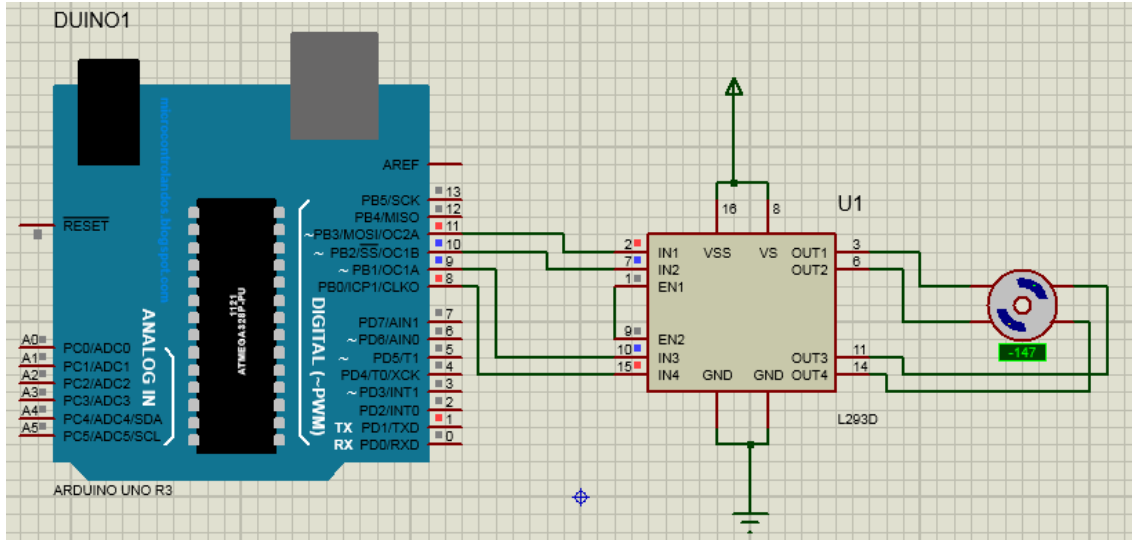 DUINO1
microcontrolandos.blogspot.com
AREF
PB5/SCK 13
PB4/MISO 12
RESET
~PB3/MOSI/OC2A 11
~ PB2/SS/OC1B 10
~ PB1/OC1A 9
PB0/ICP1/CLKO 8
1121
ATMEGA328P-PU
DIGITAL (~PWM)
ANALOG IN
PD7/AIN1 7
~PD6/AIN0 6
~ PD5/T1 5
PD4/T0/XCK 4
~PD3/INT1 3
PD2/INT0 2
TX PD1/TXD 1
RX PD0/RXD 0
A0 PC0/ADC0
A1 PC1/ADC1
A2 PC2/ADC2
A3 PC3/ADC3
A4 PC4/ADC4/SDA
A5 PC5/ADC5/SCL
ARDUINO UNO R3
U1
16 8
2 IN1 VSS VS OUT1 3
7 IN2 OUT2 6
1 EN1
9 EN2
10 IN3 OUT3 11
15 IN4 GND GND OUT4 14
L293D
-147